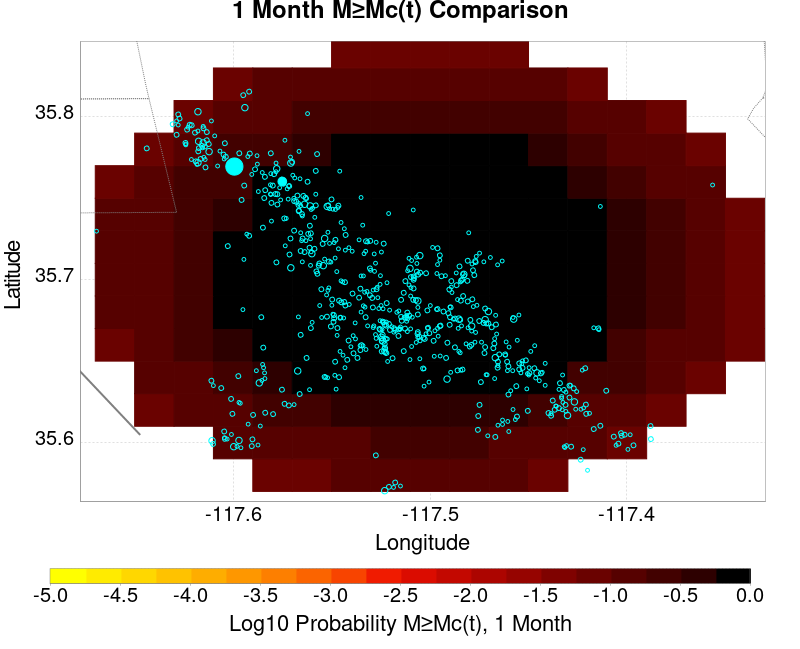 1 Month M≥Mc(t) Comparison
35.8
35.7
35.6
Latitude
-117.6 -117.5 -117.4
Longitude
-5.0 -4.5 -4.0 -3.5 -3.0 -2.5 -2.0 -1.5 -1.0 -0.5 0.0
Log10 Probability M≥Mc(t), 1 Month